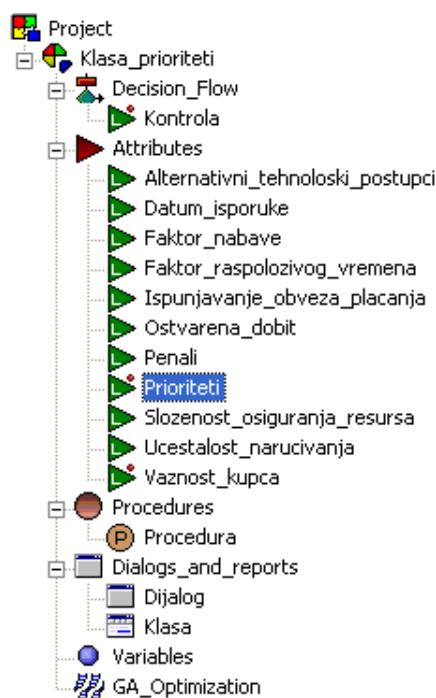 Project
Klasa_prioriteti
Decision_Flow
Kontrola
Attributes
Alternativni_tehnoloski_postupci
Datum_isporuke
Faktor_nabave
Faktor_raspolozivog_vremena
Ispunjavanje_obveza_placanja
Ostvarena_dobit
Penali
Prioriteti
Slozenost_osiguranja_resursa
Ucestalost_narucivanja
Vaznost_kupca
Procedures
P Procedura
Dialogs_and_reports
Dijalog
Klasa
Variables
GA_Optimization